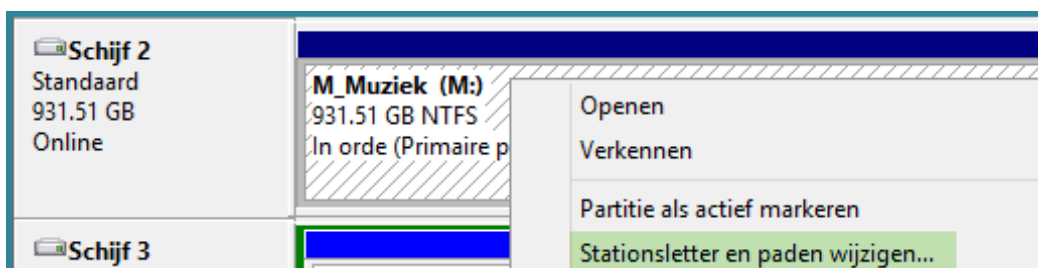 Schijf 2
Standaard
931.51 GB
Online
M_Muziek (M:)
931.51 GB NTFS
In orde (Primaire p
Openen
Verkennen
Partitie als actief markeren
Stationsletter en paden wijzigen...
Schijf 3